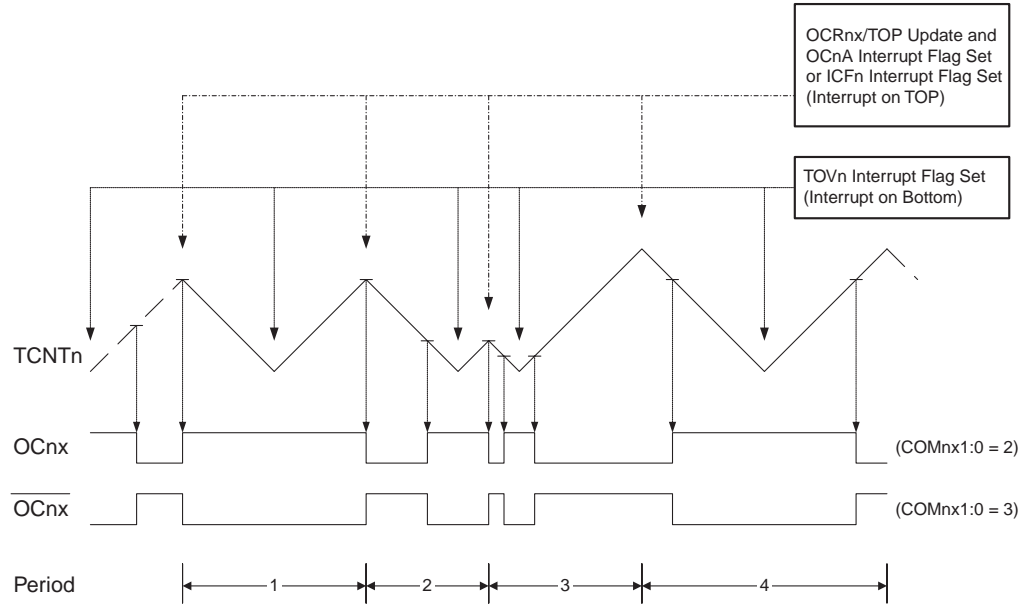 OCRnx/TOP Update and
OCnA Interrupt Flag Set
or ICFn Interrupt Flag Set
(Interrupt on TOP)
TOVn Interrupt Flag Set
(Interrupt on Bottom)
TCNTn
OCnx
(COMnx1:0 = 2)
OCnx
(COMnx1:0 = 3)
Period
1
2
3
4